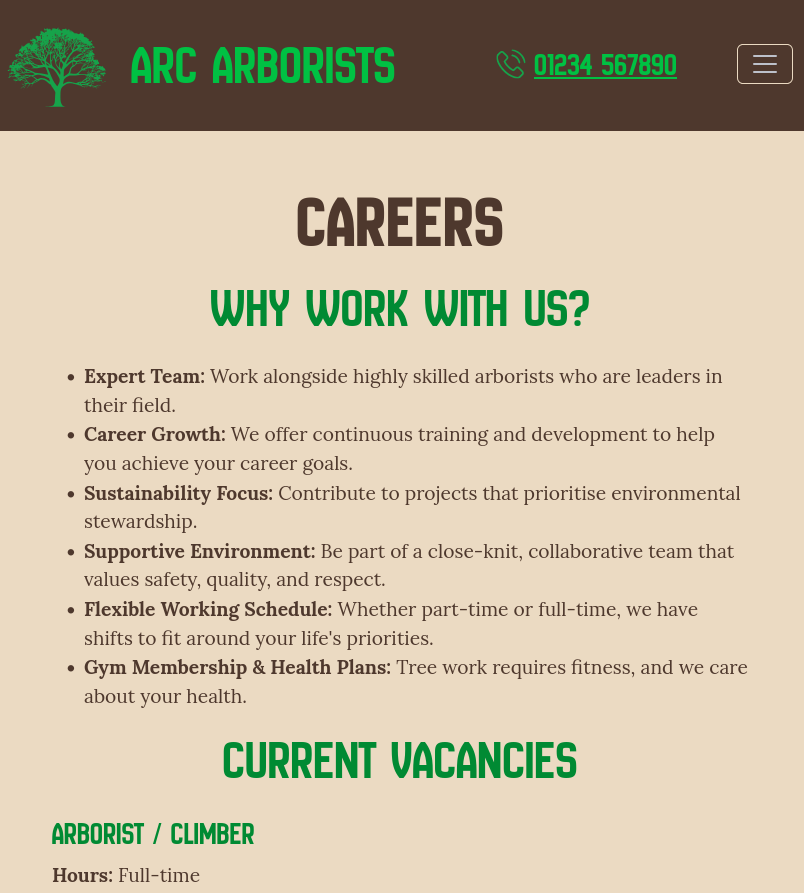 ARC ARBORISTS
01234 567890
CAREERS
WHY WORK WITH US?
• Expert Team: Work alongside highly skilled arborists who are leaders in
their field.
• Career Growth: We offer continuous training and development to help
you achieve your career goals.
• Sustainability Focus: Contribute to projects that prioritise environmental
stewardship.
• Supportive Environment: Be part of a close-knit, collaborative team that
values safety, quality, and respect.
• Flexible Working Schedule: Whether part-time or full-time, we have
shifts to fit around your life's priorities.
• Gym Membership & Health Plans: Tree work requires fitness, and we care
about your health.
CURRENT VACANCIES
ARBORIST / CLIMBER
Hours: Full-time